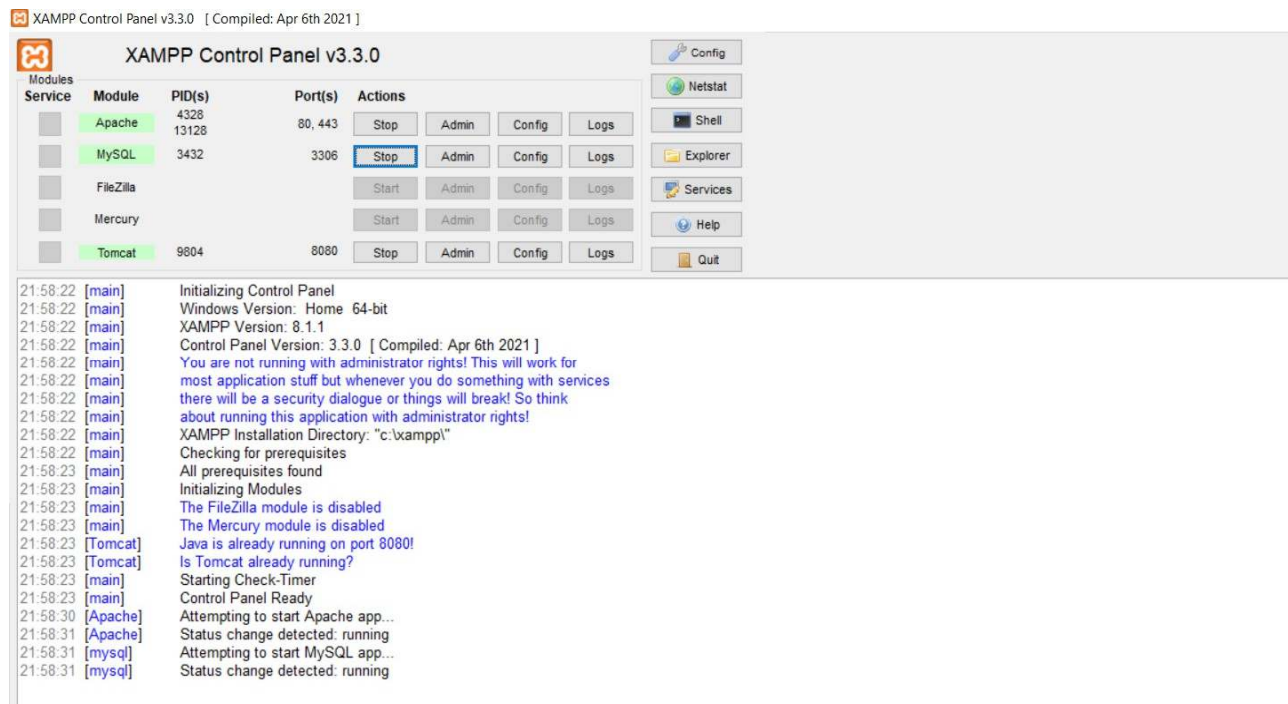 XAMPP Control Panel v3.3.0 [ Compiled: Apr 6th 2021 ]
XAMPP Control Panel v3.3.0
Config
Modules
Service Module PID(s) Port(s) Actions
Netstat
Apache 4328 13128 80, 443 Stop Admin Config Logs
Shell
MySQL 3432 3306 Stop Admin Config Logs
Explorer
FileZilla Start Admin Config Logs
Services
Mercury Start Admin Config Logs
Help
Tomcat 9804 8080 Stop Admin Config Logs
Quit
21:58:22 [main] Initializing Control Panel
21:58:22 [main] Windows Version: Home 64-bit
21:58:22 [main] XAMPP Version: 8.1.1
21:58:22 [main] Control Panel Version: 3.3.0 [ Compiled: Apr 6th 2021 ]
21:58:22 [main] You are not running with administrator rights! This will work for
21:58:22 [main] most application stuff but whenever you do something with services
21:58:22 [main] there will be a security dialogue or things will break! So think
21:58:22 [main] about running this application with administrator rights!
21:58:22 [main] XAMPP Installation Directory: "c:\xampp\"
21:58:22 [main] Checking for prerequisites
21:58:23 [main] All prerequisites found
21:58:23 [main] Initializing Modules
21:58:23 [main] The FileZilla module is disabled
21:58:23 [main] The Mercury module is disabled
21:58:23 [Tomcat] Java is already running on port 8080!
21:58:23 [Tomcat] Is Tomcat already running?
21:58:23 [main] Starting Check-Timer
21:58:23 [main] Control Panel Ready
21:58:30 [Apache] Attempting to start Apache app...
21:58:31 [Apache] Status change detected: running
21:58:31 [mysql] Attempting to start MySQL app...
21:58:31 [mysql] Status change detected: running